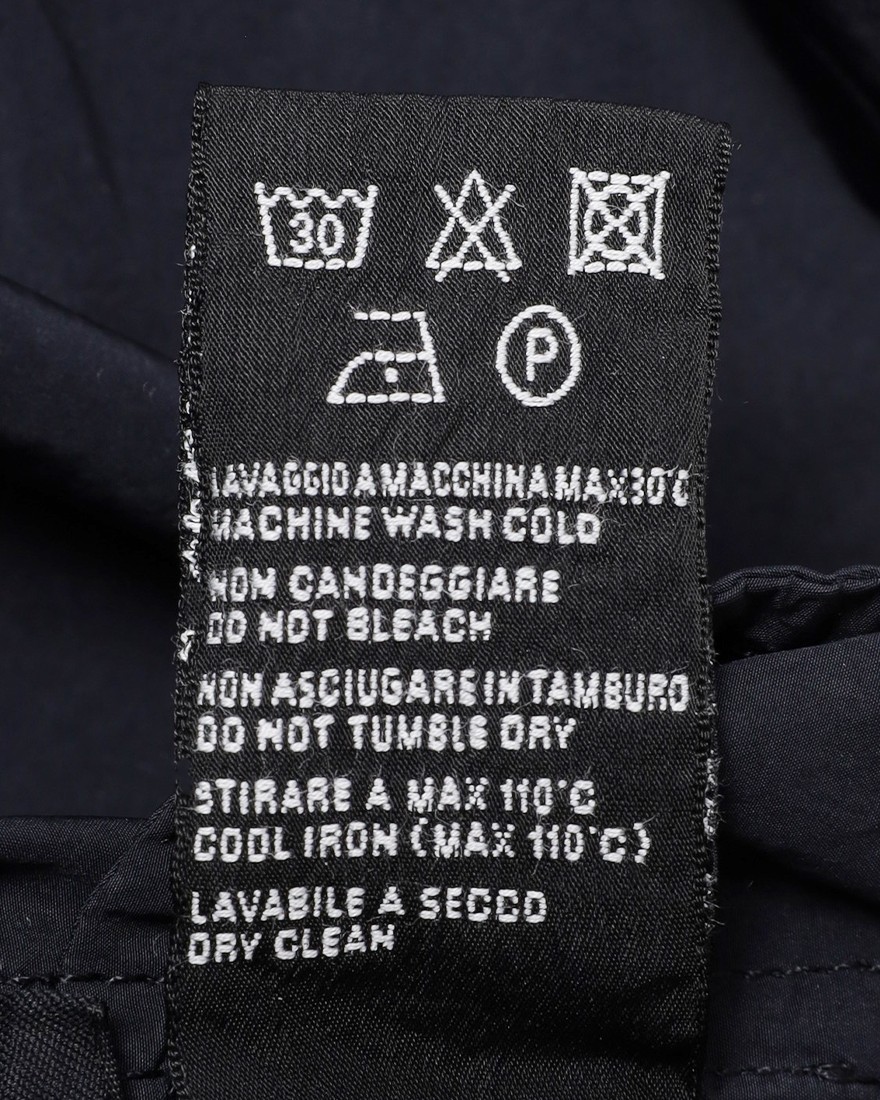 30
P
LAVAGGIO A MACCHINA MAX 30°C
MACHINE WASH COLD
NON CANDEGGIARE
DO NOT BLEACH
NON ASCIUGARE IN TAMBURO
DO NOT TUMBLE DRY
STIRARE A MAX 110°C
COOL IRON (MAX 110°C)
LAVABILE A SECCO
DRY CLEAN